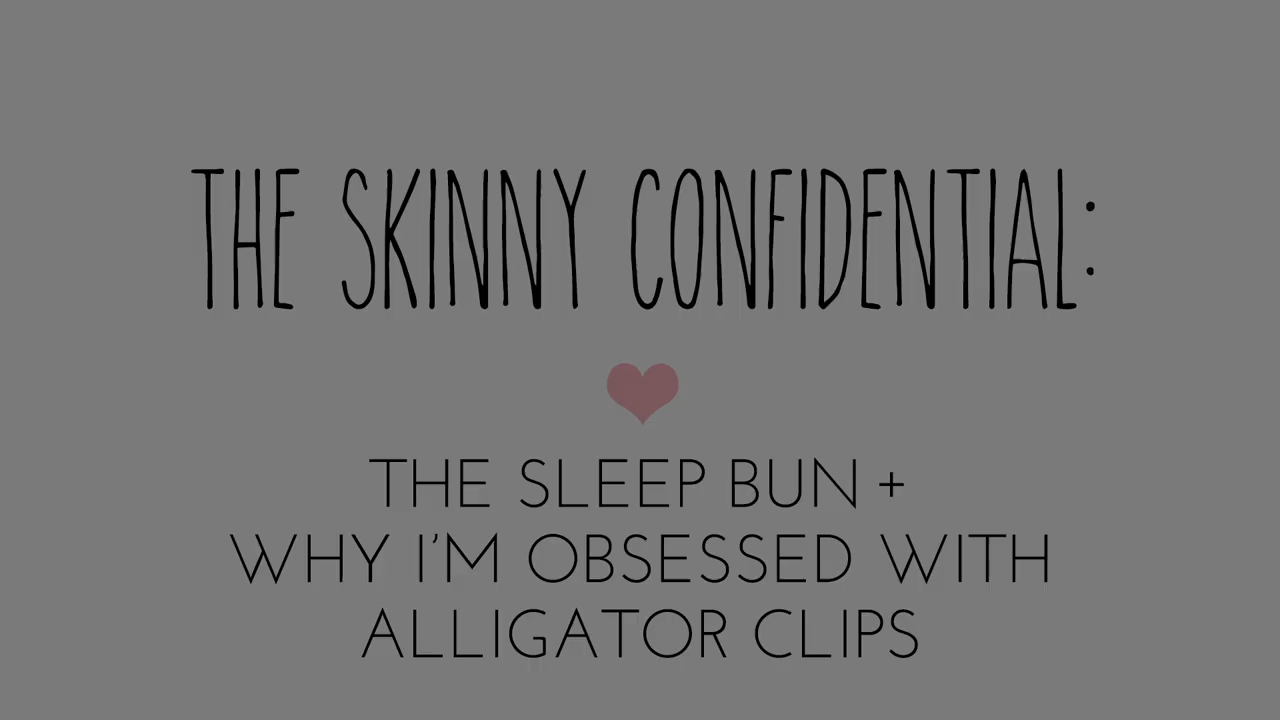 THE SKINNY CONFIDENTIAL:
THE SLEEP BUN +
WHY I'M OBSESSED WITH
ALLIGATOR CLIPS